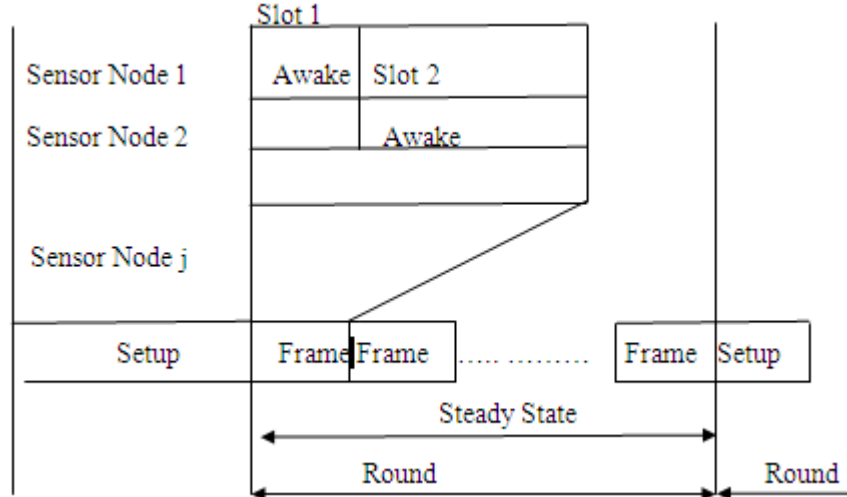 Slot 1
Sensor Node 1 Awake Slot 2
Sensor Node 2 Awake
Sensor Node j
Setup Frame Frame ..... ......... Frame Setup
Steady State
Round Round